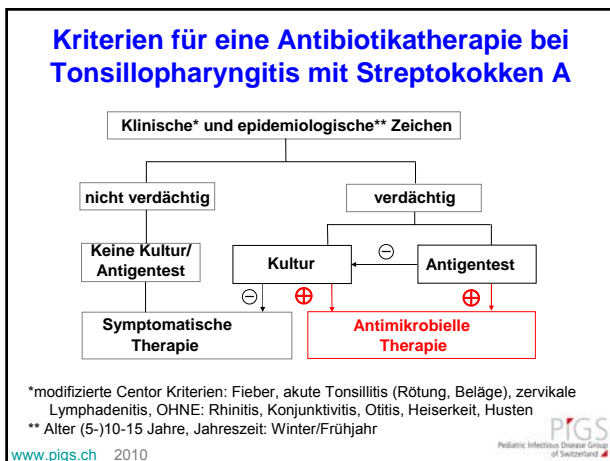 Kriterien für eine Antibiotikatherapie bei
Tonsillopharyngitis mit Streptokokken A
Klinische* und epidemiologische** Zeichen
nicht verdächtig
verdächtig
Keine Kultur/
Antigentest
Kultur
⊖
Antigentest
⊖
⊕
⊕
Symptomatische
Therapie
Antimikrobielle
Therapie
*modifizierte Centor Kriterien: Fieber, akute Tonsillitis (Rötung, Beläge), zervikale
Lymphadenitis, OHNE: Rhinitis, Konjunktivitis, Otitis, Heiserkeit, Husten
** Alter (5-)10-15 Jahre, Jahreszeit: Winter/Frühjahr
www.pigs.ch 2010
PIGS
Pediatric Infectious Disease Group
of Switzerland